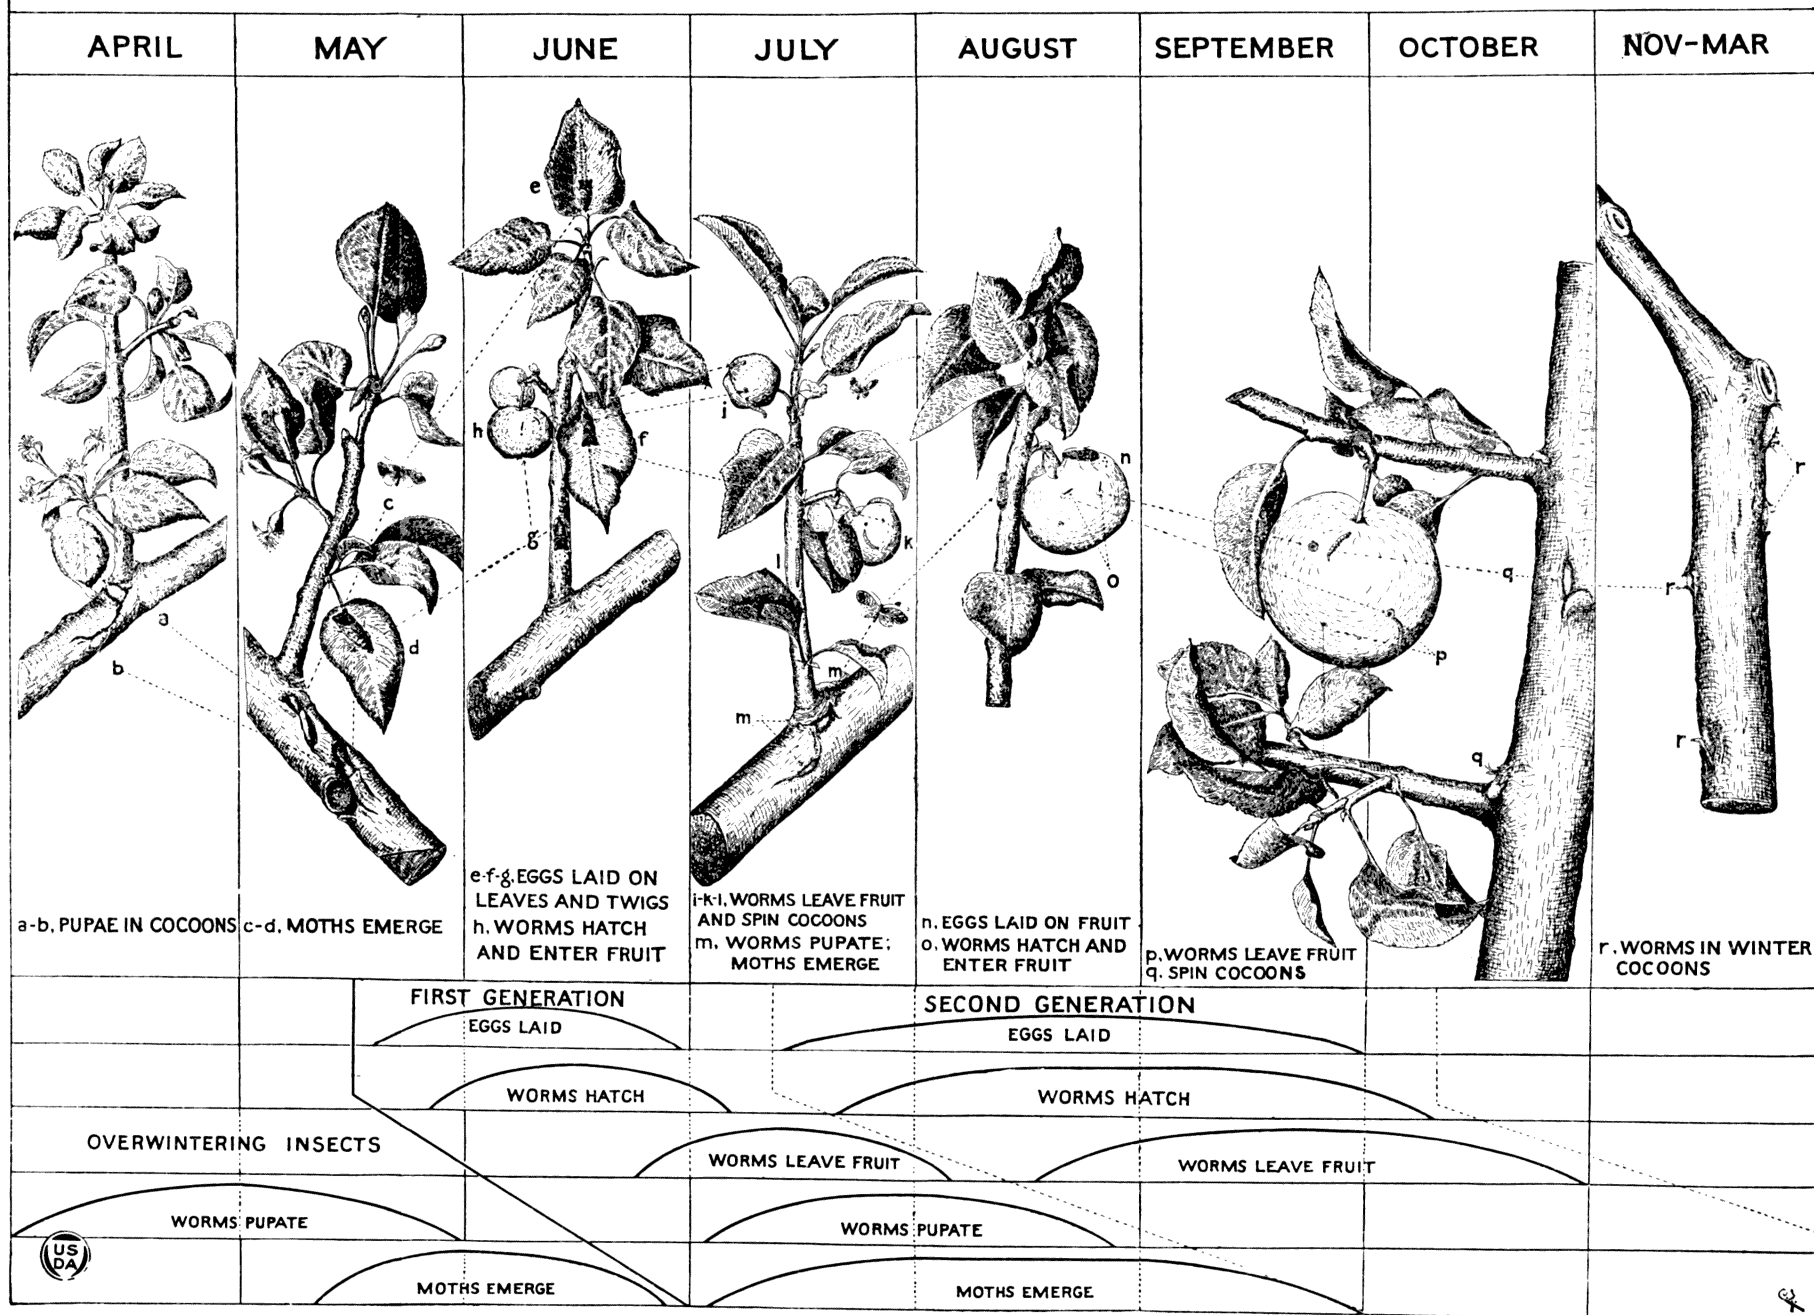 APRIL MAY JUNE JULY AUGUST SEPTEMBER OCTOBER NOV-MAR
a
b
c
d
e
f
g
h
i
k
l
m
m
n
o
p
q
q
r
r
r
a-b, PUPAE IN COCOONS
c-d, MOTHS EMERGE
e-f-g, EGGS LAID ON
LEAVES AND TWIGS
h, WORMS HATCH
AND ENTER FRUIT
i-k-l, WORMS LEAVE FRUIT
AND SPIN COCOONS
m, WORMS PUPATE;
MOTHS EMERGE
n, EGGS LAID ON FRUIT
o, WORMS HATCH AND
ENTER FRUIT
p, WORMS LEAVE FRUIT
q, SPIN COCOONS
r, WORMS IN WINTER
COCOONS
FIRST GENERATION
EGGS LAID
SECOND GENERATION
EGGS LAID
WORMS HATCH
WORMS HATCH
OVERWINTERING INSECTS
WORMS LEAVE FRUIT
WORMS LEAVE FRUIT
WORMS PUPATE
WORMS PUPATE
US
DA
MOTHS EMERGE
MOTHS EMERGE